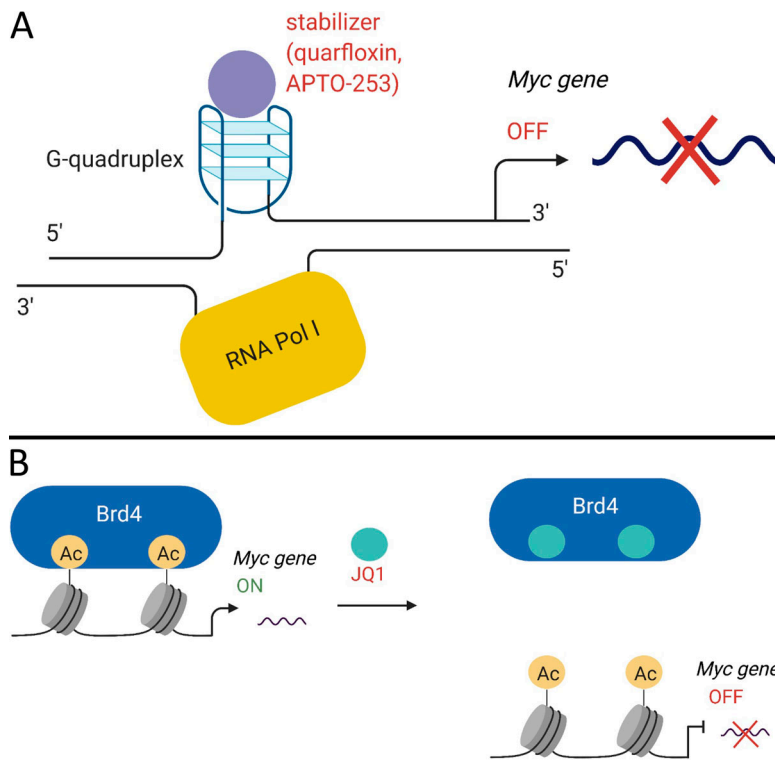 A
stabilizer
(quarfloxin,
APTO-253)
Myc gene
OFF
G-quadruplex
3'
5'
5'
3'
RNA Pol I
B
Brd4
Ac
Ac
Myc gene
ON
JQ1
Brd4
Ac
Ac
Myc gene
OFF